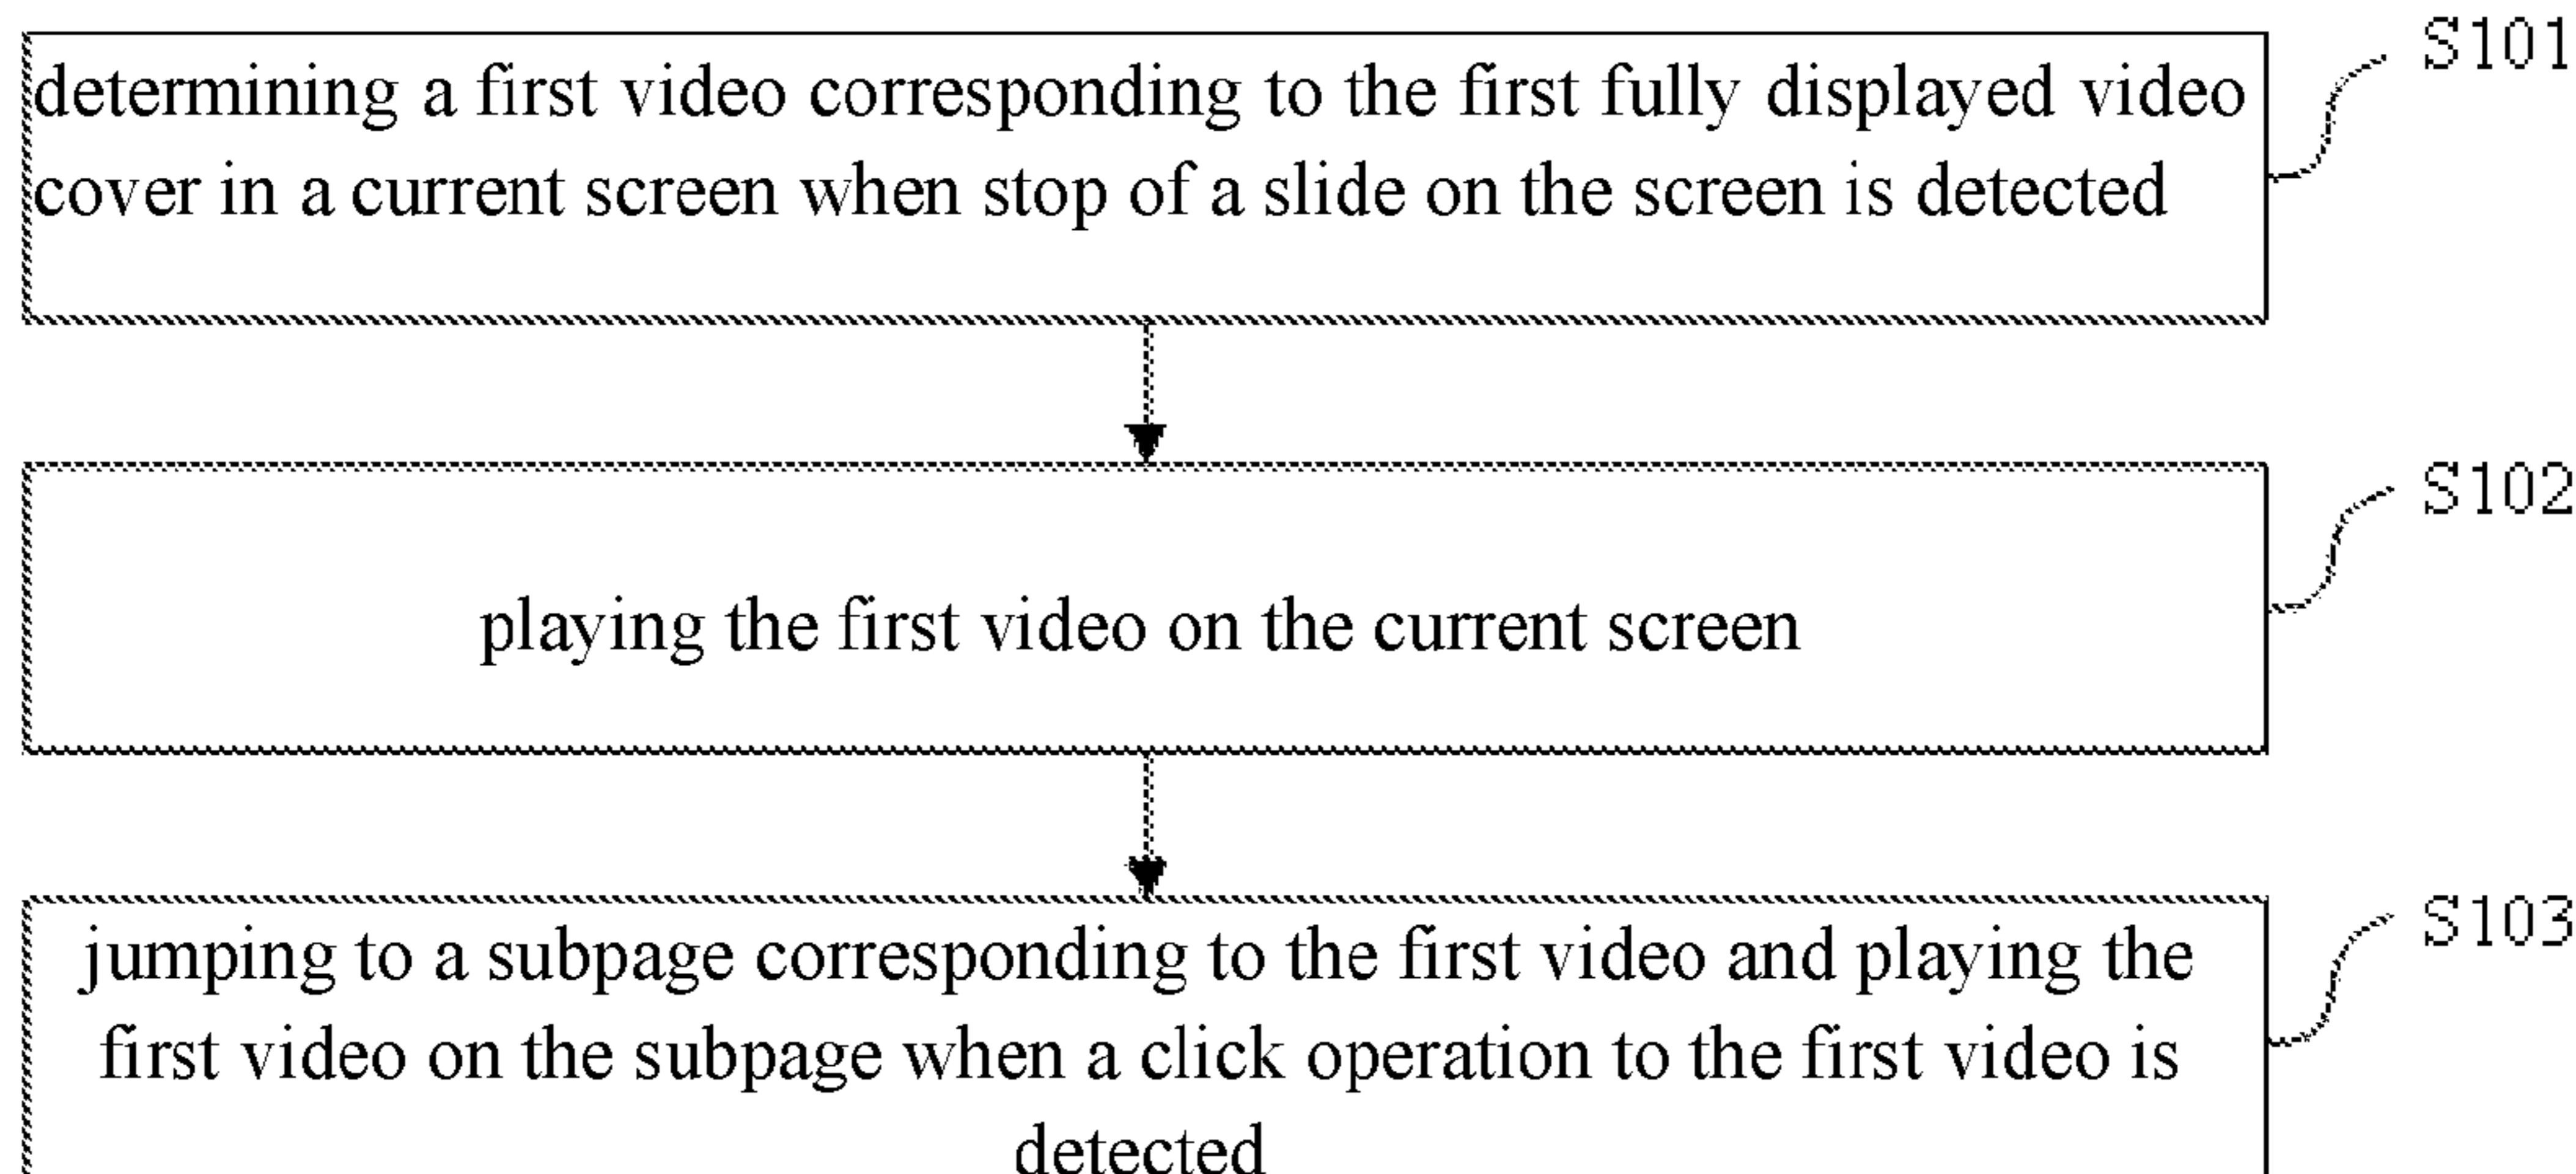 S101
determining a first video corresponding to the first fully displayed video
cover in a current screen when stop of a slide on the screen is detected
S102
playing the first video on the current screen
S103
jumping to a subpage corresponding to the first video and playing the
first video on the subpage when a click operation to the first video is
detected